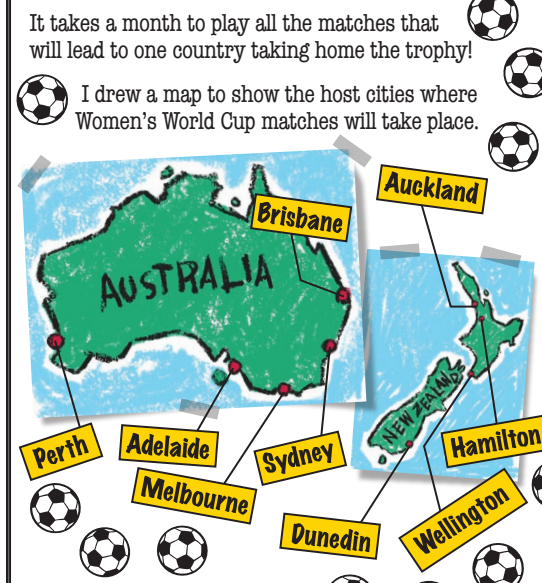 It takes a month to play all the matches that
will lead to one country taking home the trophy!
I drew a map to show the host cities where
Women's World Cup matches will take place.
Auckland
Brisbane
AUSTRALIA
NEW ZEALAND
Perth
Adelaide
Sydney
Hamilton
Melbourne
Dunedin
Wellington